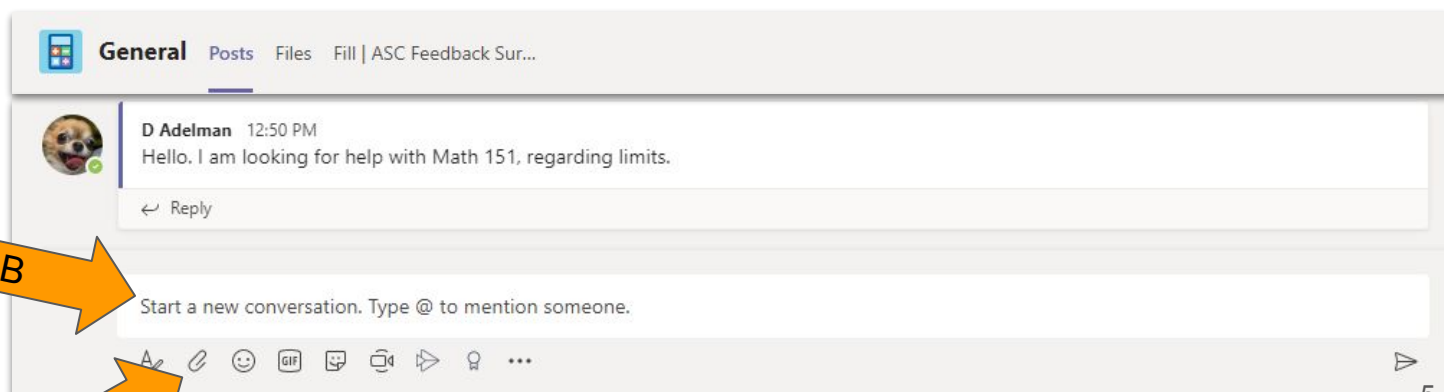 General Posts Files Fill | ASC Feedback Sur...
D Adelman 12:50 PM
Hello. I am looking for help with Math 151, regarding limits.
Reply
B
Start a new conversation. Type @ to mention someone.
GIF